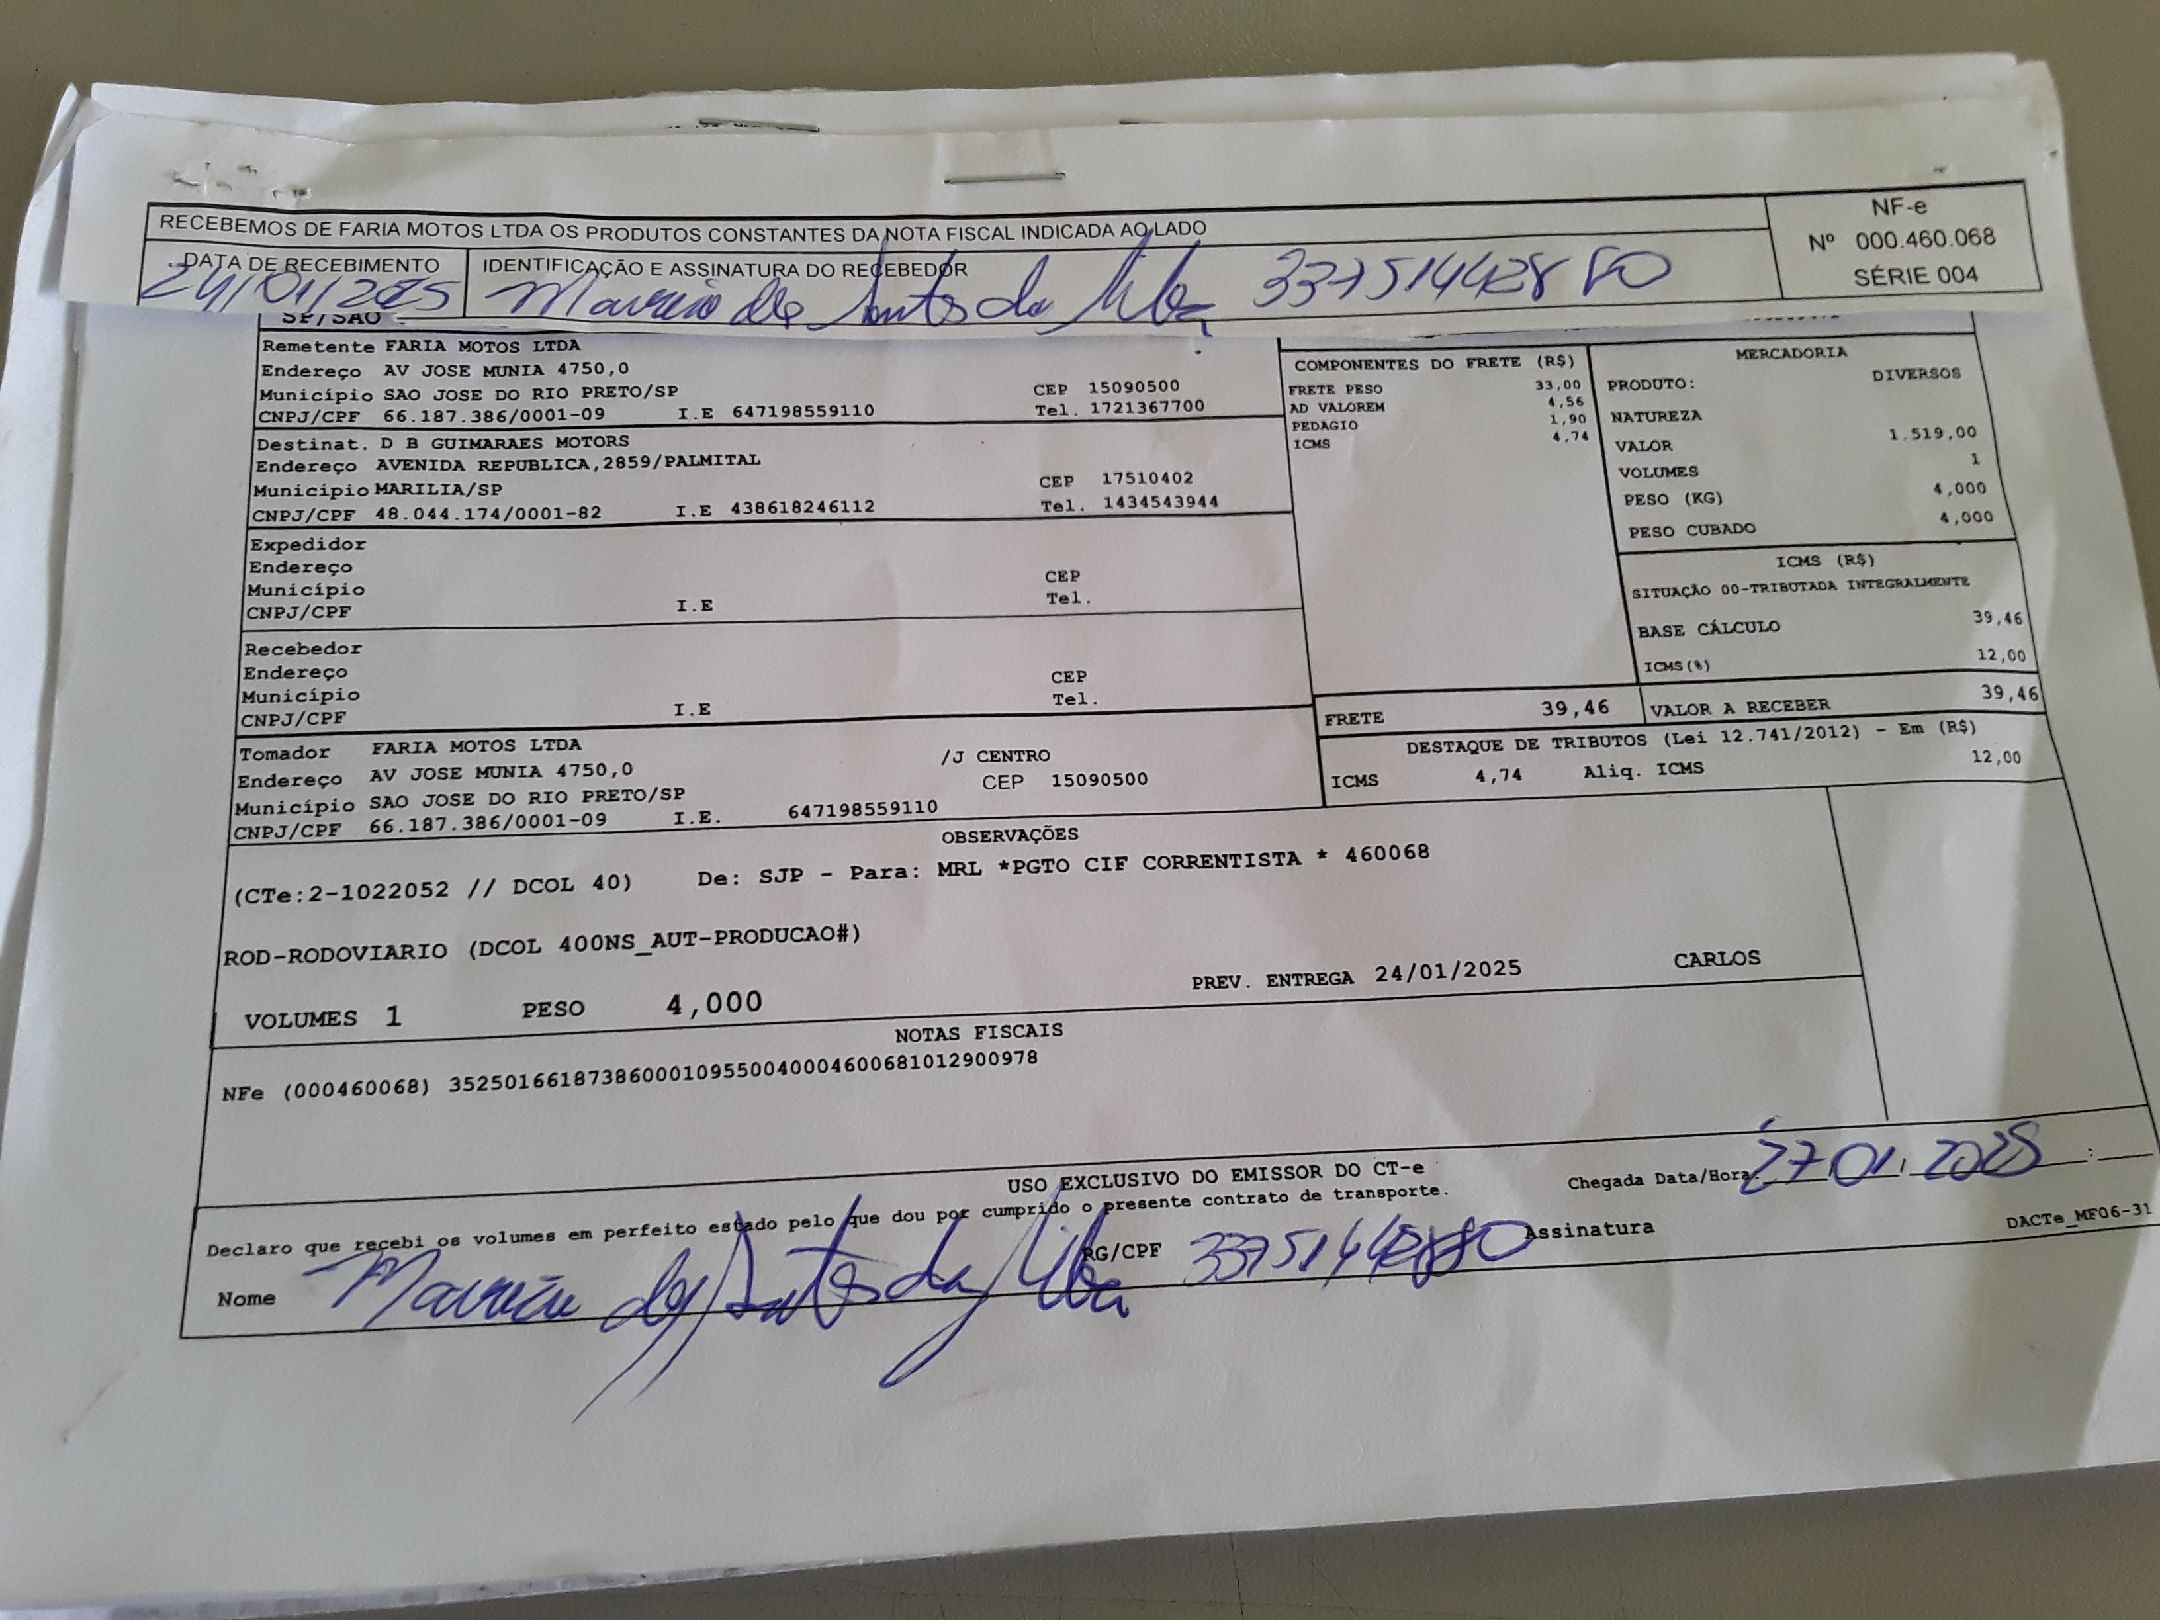 RECEBEMOS DE FARIA MOTOS LTDA OS PRODUTOS CONSTANTES DA NOTA FISCAL INDICADA AO LADO
NF-e
Nº 000.460.068
SÉRIE 004
DATA DE RECEBIMENTO
IDENTIFICAÇÃO E ASSINATURA DO RECEBEDOR
24/01/2025
dos Santos da Silva 33751442880
SP/SAO
Remetente FARIA MOTOS LTDA
Endereço AV JOSE MUNIA 4750,0
Município SAO JOSE DO RIO PRETO/SP CEP 15090500
CNPJ/CPF 66.187.386/0001-09 I.E 647198559110 Tel. 1721367700
Destinat. D B GUIMARAES MOTORS
Endereço AVENIDA REPUBLICA,2859/PALMITAL
Município MARILIA/SP CEP 17510402
CNPJ/CPF 48.044.174/0001-82 I.E 438618246112 Tel. 1434543944
Expedidor
Endereço
Município CEP
CNPJ/CPF I.E Tel.
Recebedor
Endereço
Município CEP
CNPJ/CPF I.E Tel.
Tomador FARIA MOTOS LTDA
Endereço AV JOSE MUNIA 4750,0 /J CENTRO
Município SAO JOSE DO RIO PRETO/SP CEP 15090500
CNPJ/CPF 66.187.386/0001-09 I.E. 647198559110
COMPONENTES DO FRETE (R$)
FRETE PESO 33,00
AD VALOREM 4,56
PEDAGIO 1,90
ICMS 4,74
MERCADORIA
PRODUTO: DIVERSOS
NATUREZA
VALOR 1.519,00
VOLUMES 1
PESO (KG) 4,000
PESO CUBADO 4,000
ICMS (R$)
SITUAÇÃO 00-TRIBUTADA INTEGRALMENTE
BASE CÁLCULO 39,46
ICMS(%) 12,00
FRETE 39,46 VALOR A RECEBER 39,46
DESTAQUE DE TRIBUTOS (Lei 12.741/2012) - Em (R$)
ICMS 4,74 Aliq. ICMS 12,00
OBSERVAÇÕES
(CTe:2-1022052 // DCOL 40) De: SJP - Para: MRL *PGTO CIF CORRENTISTA * 460068
ROD-RODOVIARIO (DCOL 400NS_AUT-PRODUCAO#)
VOLUMES 1 PESO 4,000 PREV. ENTREGA 24/01/2025 CARLOS
NOTAS FISCAIS
NFe (000460068) 35250166187386000109550040004600681012900978
USO EXCLUSIVO DO EMISSOR DO CT-e
Declaro que recebi os volumes em perfeito estado pelo que dou por cumprido o presente contrato de transporte.
Chegada Data/Hora: 27 01. 2025 :
Nome dos Santos da Silva RG/CPF 33751442880 Assinatura
DACTe_MF06-31